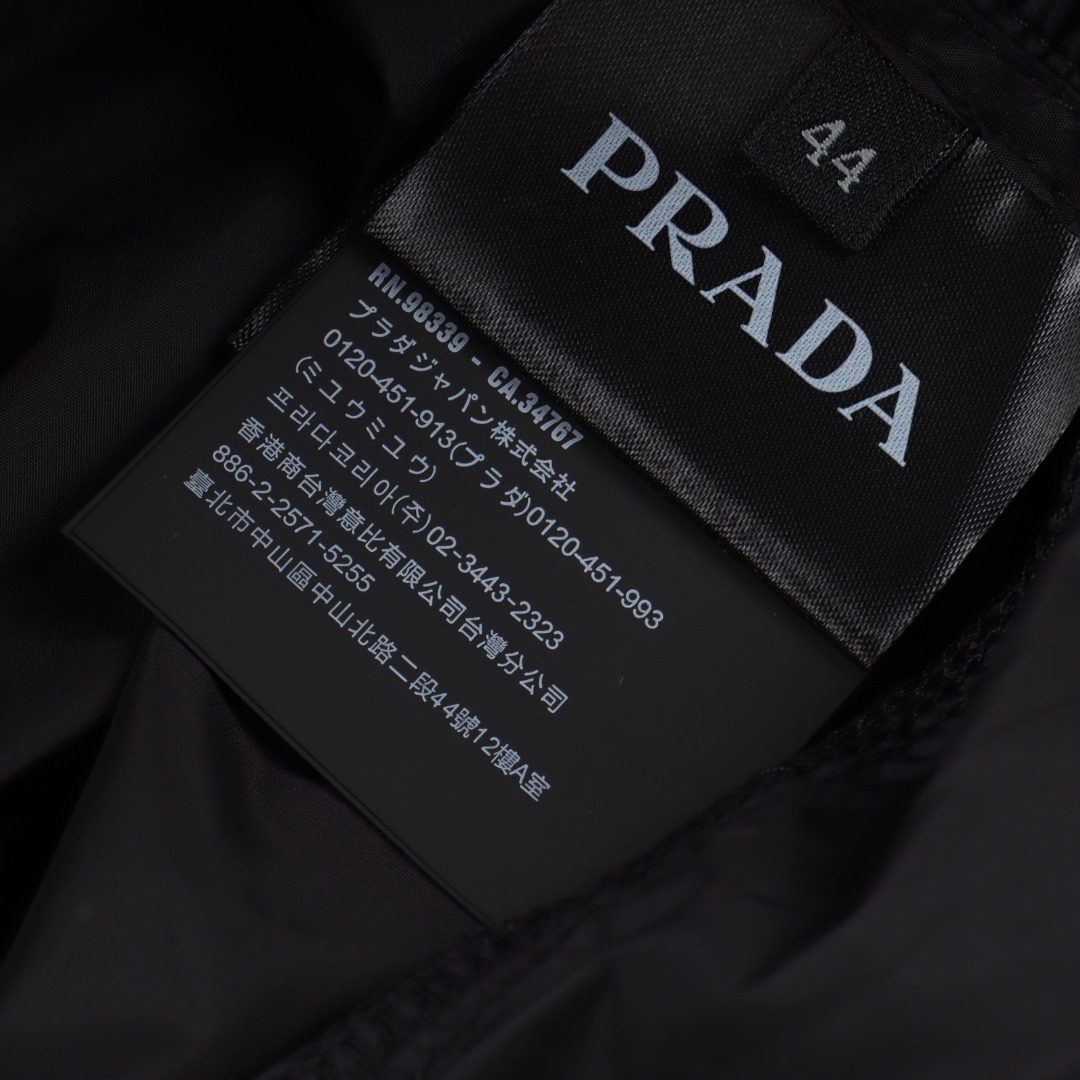 44
PRADA
RN.98339 - CA.34767
プラダジャパン株式会社
0120-451-913(プラダ)0120-451-993
(ミユウミユウ)
프라다코리아(주)02-3443-2323
香港商台灣意比有限公司台灣分公司
886-2-2571-5255
臺北市中山區中山北路二段44號12樓A室